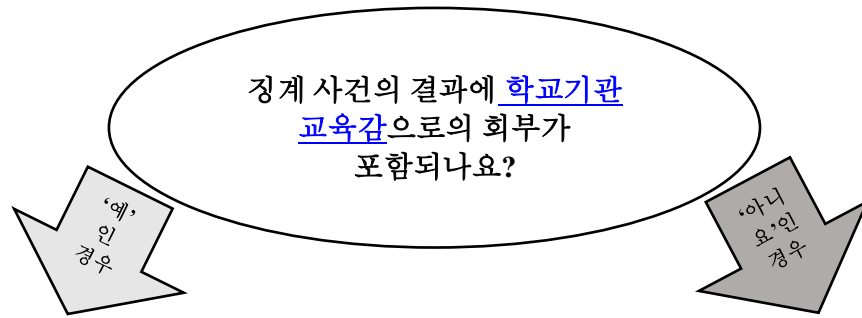 징계 사건의 결과에 학교기관
교육감으로의 회부가
포함되나요?
‘예’
인
경우
‘아니
요’인
경우